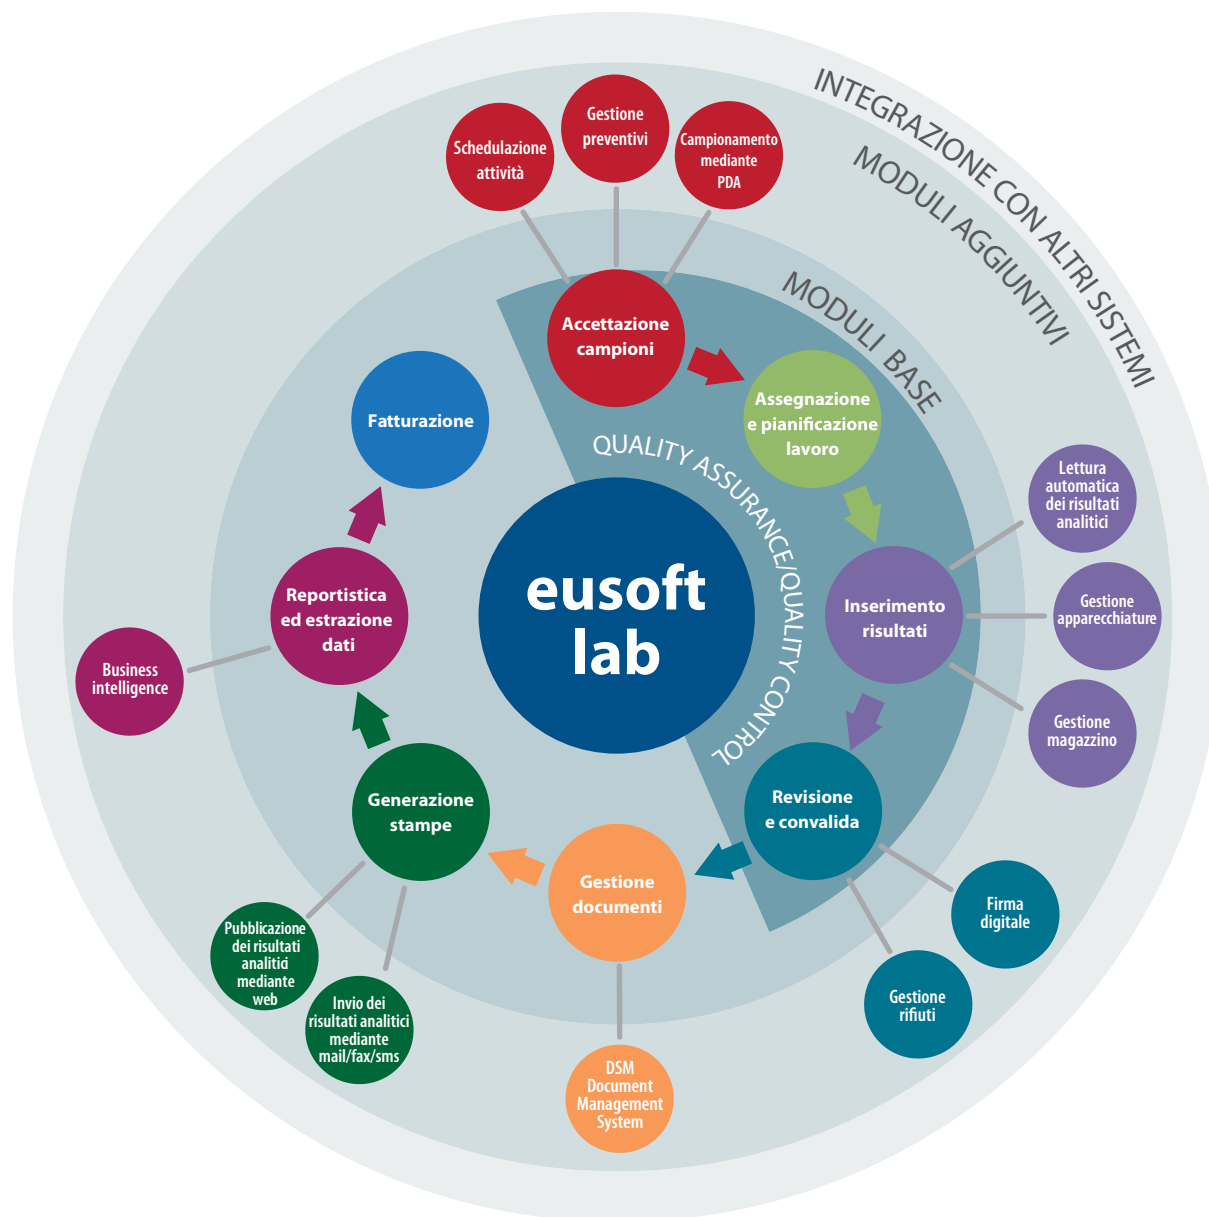 INTEGRAZIONE CON ALTRI SISTEMI
MODULI AGGIUNTIVI
MODULI BASE
QUALITY ASSURANCE/QUALITY CONTROL
eusoft
lab
Schedulazione
attività
Gestione
preventivi
Campionamento
mediante
PDA
Accettazione
campioni
Assegnazione
e pianificazione
lavoro
Lettura
automatica
dei risultati
analitici
Gestione
apparecchiature
Gestione
magazzino
Inserimento
risultati
Revisione
e convalida
Firma
digitale
Gestione
rifiuti
Gestione
documenti
DSM
Document
Management
System
Generazione
stampe
Invio dei
risultati analitici
mediante
mail/fax/sms
Pubblicazione
dei risultati
analitici
mediante
web
Reportistica
ed estrazione
dati
Business
intelligence
Fatturazione